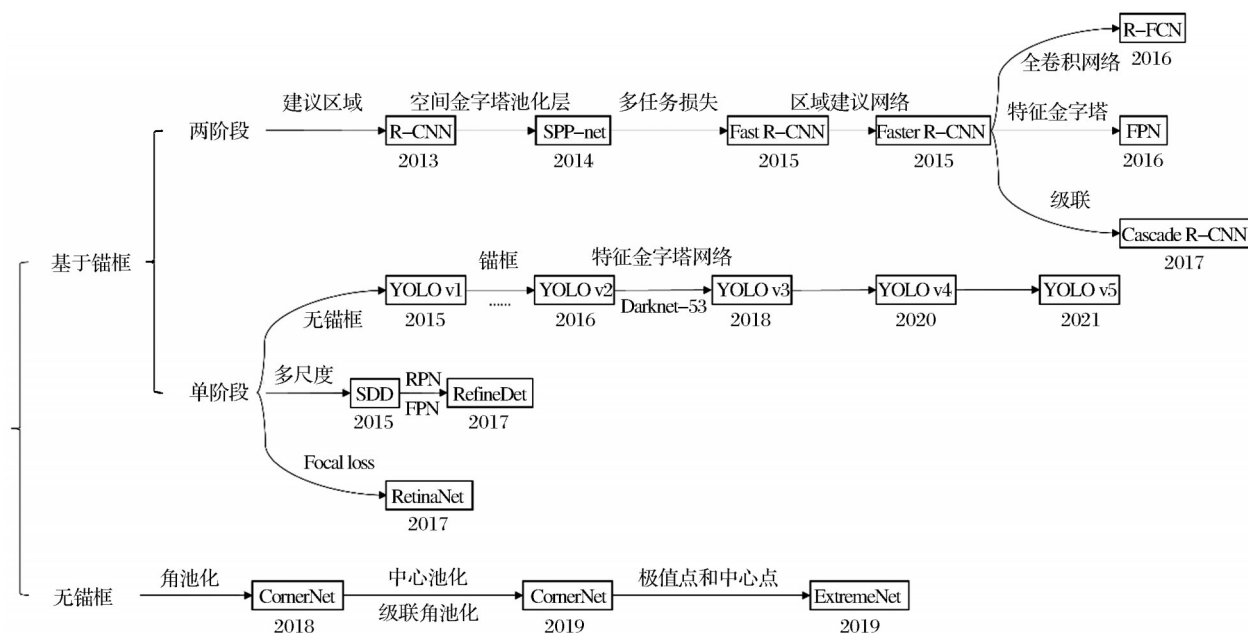 R-FCN
2016
全卷积网络
建议区域 空间金字塔池化层 多任务损失 区域建议网络 特征金字塔
两阶段 R-CNN SPP-net Fast R-CNN Faster R-CNN FPN
2013 2014 2015 2015 2016
级联
Cascade R-CNN
2017
基于锚框
锚框 特征金字塔网络
YOLO v1 YOLO v2 YOLO v3 YOLO v4 YOLO v5
...... Darknet-53
无锚框 2015 2016 2018 2020 2021
多尺度 RPN
单阶段 SDD RefineDet
2015 FPN 2017
Focal loss
RetinaNet
2017
角池化 中心池化 极值点和中心点
无锚框 CornerNet CornerNet ExtremeNet
级联角池化
2018 2019 2019